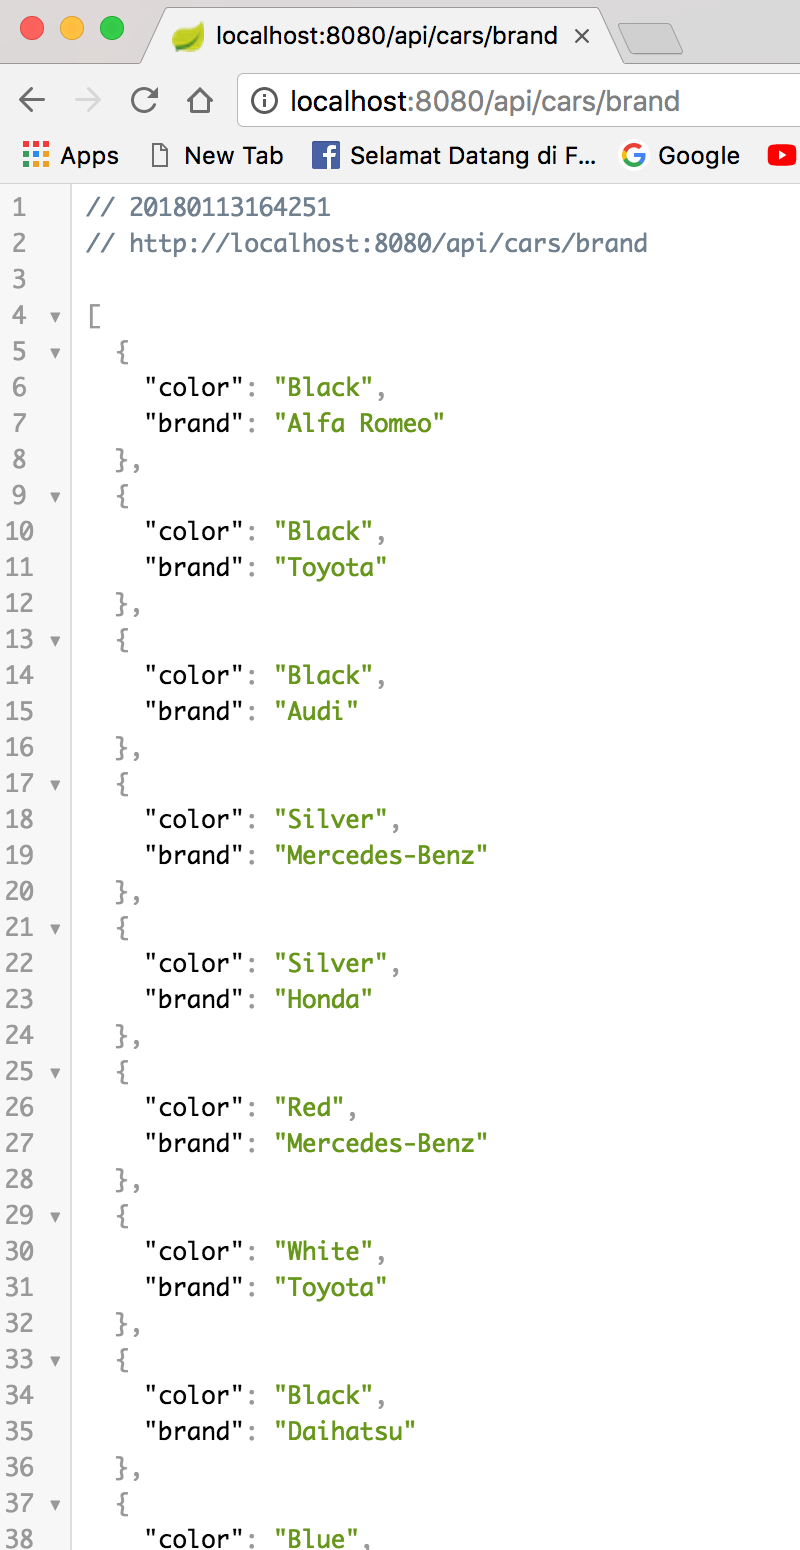 localhost:8080/api/cars/brand
localhost:8080/api/cars/brand
Apps New Tab Selamat Datang di F... Google
1 // 20180113164251
2 // http://localhost:8080/api/cars/brand
3
4 [
5 {
6 "color": "Black",
7 "brand": "Alfa Romeo"
8 },
9 {
10 "color": "Black",
11 "brand": "Toyota"
12 },
13 {
14 "color": "Black",
15 "brand": "Audi"
16 },
17 {
18 "color": "Silver",
19 "brand": "Mercedes-Benz"
20 },
21 {
22 "color": "Silver",
23 "brand": "Honda"
24 },
25 {
26 "color": "Red",
27 "brand": "Mercedes-Benz"
28 },
29 {
30 "color": "White",
31 "brand": "Toyota"
32 },
33 {
34 "color": "Black",
35 "brand": "Daihatsu"
36 },
37 {
38 "color": "Blue",